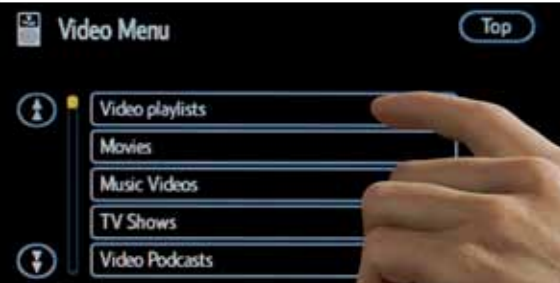 Video Menu
Top
Video playlists
Movies
Music Videos
TV Shows
Video Podcasts